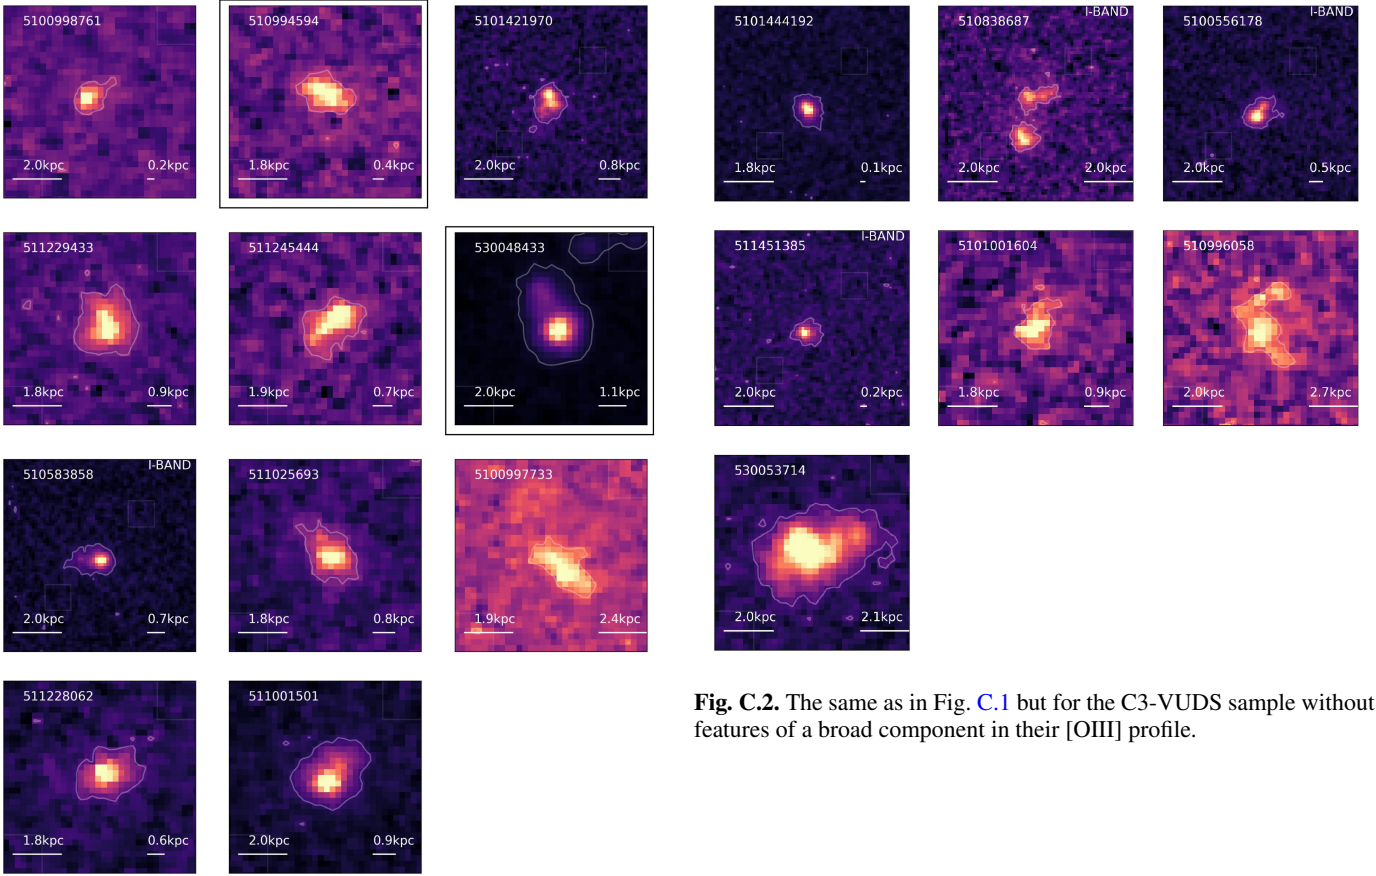 5100998761
2.0kpc 0.2kpc
510994594
1.8kpc 0.4kpc
5101421970
2.0kpc 0.8kpc
511229433
1.8kpc 0.9kpc
511245444
1.9kpc 0.7kpc
530048433
2.0kpc 1.1kpc
I-BAND
510583858
2.0kpc 0.7kpc
511025693
1.8kpc 0.8kpc
5100997733
1.9kpc 2.4kpc
511228062
1.8kpc 0.6kpc
511001501
2.0kpc 0.9kpc
5101444192
1.8kpc 0.1kpc
I-BAND
510838687
2.0kpc 2.0kpc
I-BAND
5100556178
2.0kpc 0.5kpc
I-BAND
511451385
2.0kpc 0.2kpc
5101001604
1.8kpc 0.9kpc
510996058
2.0kpc 2.7kpc
530053714
2.0kpc 2.1kpc
Fig. C.2. The same as in Fig. C.1 but for the C3-VUDS sample without
features of a broad component in their [OIII] profile.